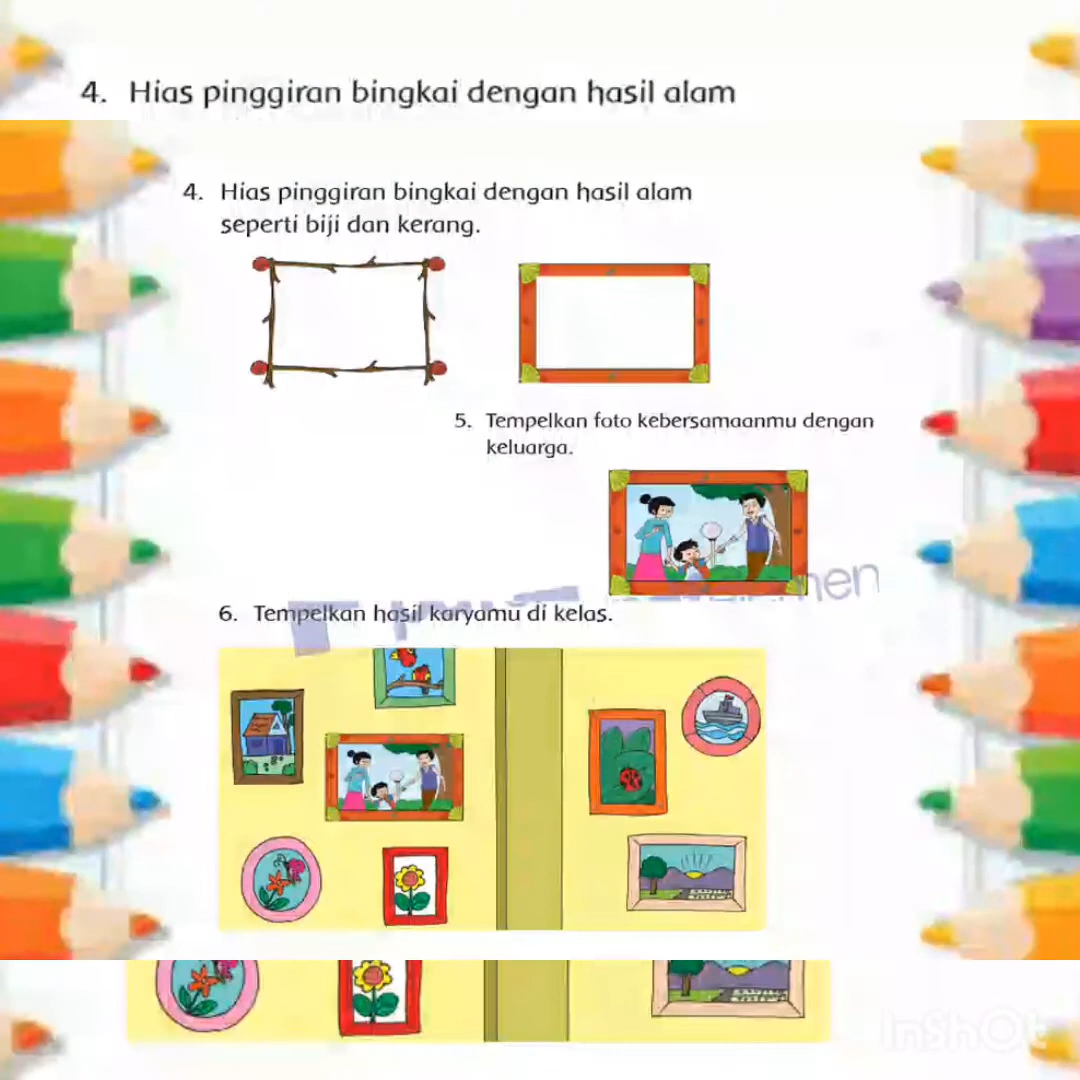 4. Hias pinggiran bingkai dengan hasil alam
4. Hias pinggiran bingkai dengan hasil alam
seperti biji dan kerang.
5. Tempelkan foto kebersamaanmu dengan
keluarga.
6. Tempelkan hasil karyamu di kelas.
InShOt